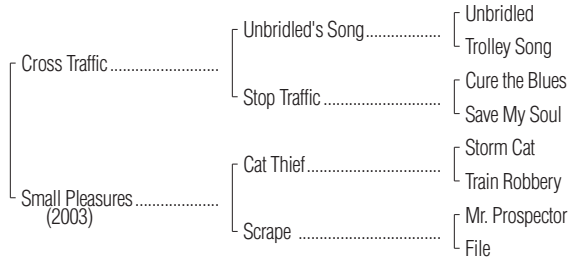 Unbridled
Unbridled's Song....................
Trolley Song
Cross Traffic..........................
Cure the Blues
Stop Traffic................................
Save My Soul
Storm Cat
Cat Thief...................................
Train Robbery
Small Pleasures....................
(2003)
Mr. Prospector
Scrape .....................................
File